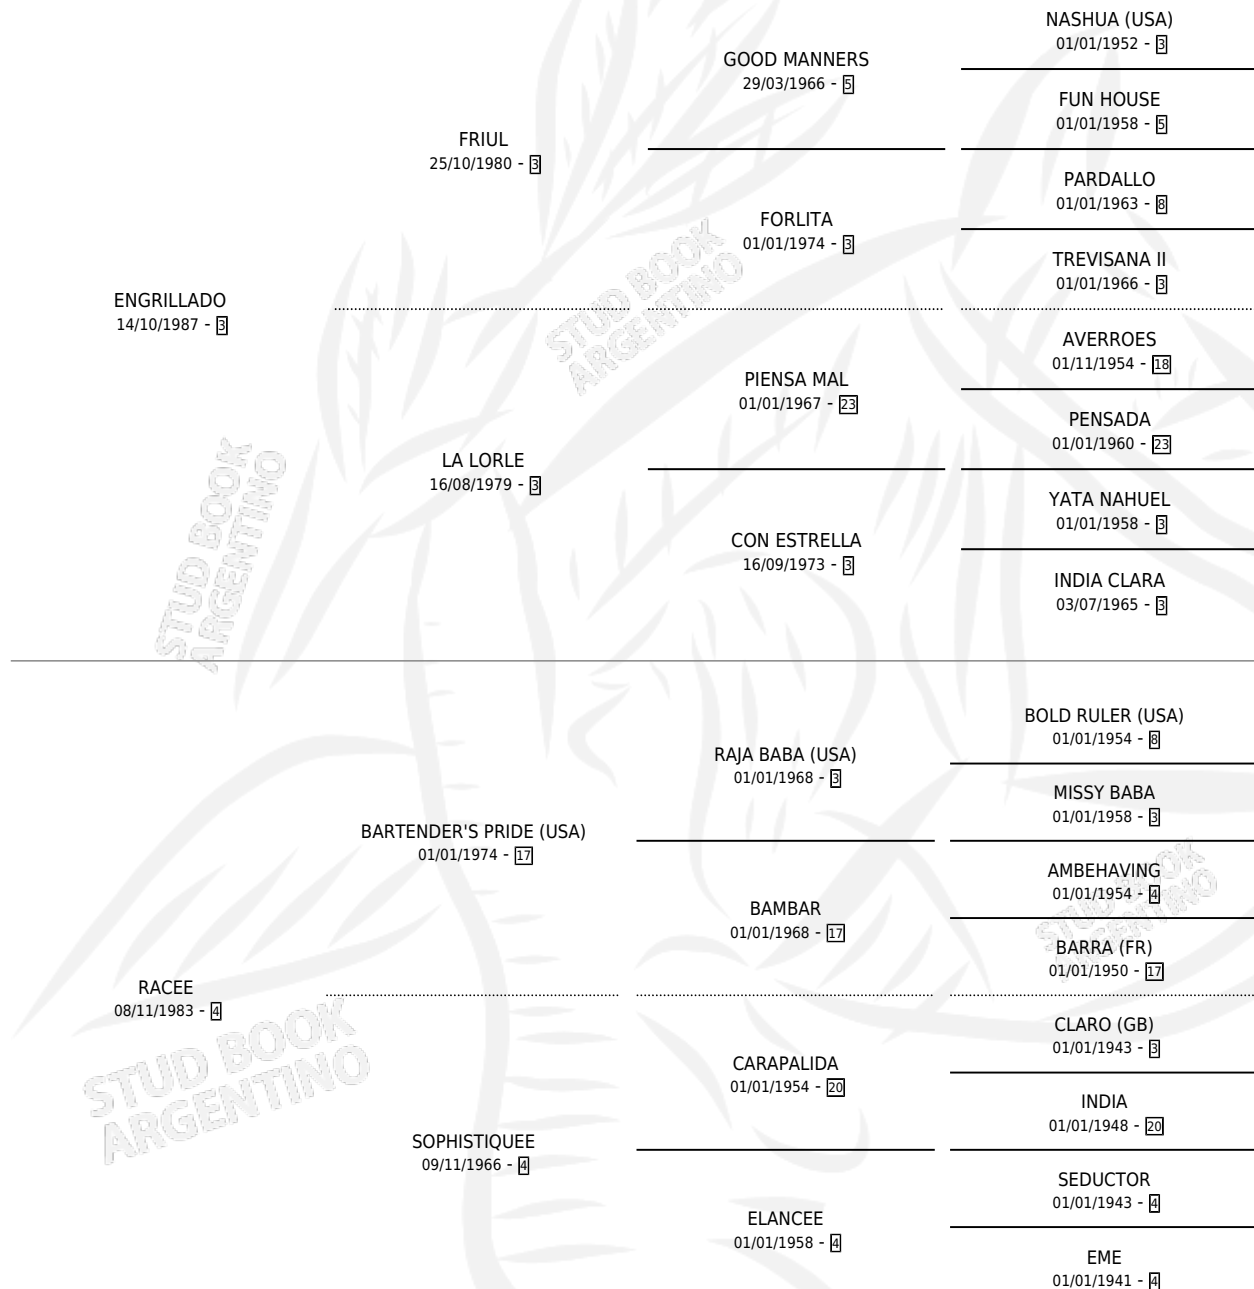 NASHUA (USA)
01/01/1952 - 3
GOOD MANNERS
29/03/1966 - 5
FUN HOUSE
01/01/1958 - 5
FRIUL
25/10/1980 - 3
PARDALLO
01/01/1963 - 8
FORLITA
01/01/1974 - 3
TREVISANA II
01/01/1966 - 3
STUD BOOK
ARGENTINO
ENGRILLADO
14/10/1987 - 3
AVERROES
01/11/1954 - 18
PIENSA MAL
01/01/1967 - 23
PENSADA
01/01/1960 - 23
LA LORLE
16/08/1979 - 3
YATA NAHUEL
01/01/1958 - 3
CON ESTRELLA
16/09/1973 - 3
INDIA CLARA
03/07/1965 - 3
STUD BOOK
ARGENTINO
BOLD RULER (USA)
01/01/1954 - 8
RAJA BABA (USA)
01/01/1968 - 3
MISSY BABA
01/01/1958 - 3
BARTENDER'S PRIDE (USA)
01/01/1974 - 17
AMBEHAVING
01/01/1954 - 4
BAMBAR
01/01/1968 - 17
BARRA (FR)
01/01/1950 - 17
STUD BOOK
ARGENTINO
RACEE
08/11/1983 - 4
CLARO (GB)
01/01/1943 - 3
CARAPALIDA
01/01/1954 - 20
INDIA
01/01/1948 - 20
STUD BOOK
ARGENTINO
SOPHISTIQUEE
09/11/1966 - 4
SEDUCTOR
01/01/1943 - 4
ELANCEE
01/01/1958 - 4
EME
01/01/1941 - 4